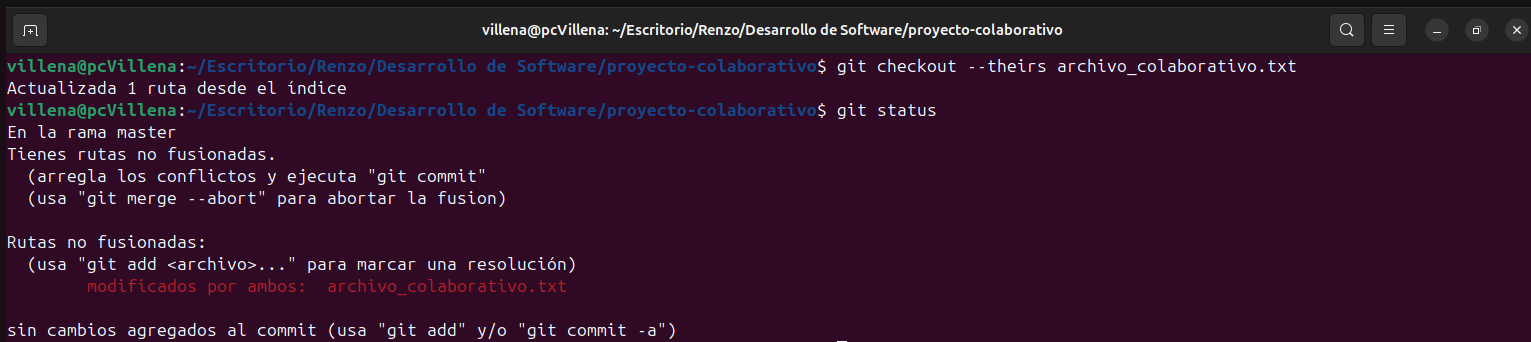 villena@pcVillena: ~/Escritorio/Renzo/Desarrollo de Software/proyecto-colaborativo
villena@pcVillena:~/Escritorio/Renzo/Desarrollo de Software/proyecto-colaborativo$ git checkout --theirs archivo_colaborativo.txt
Actualizada 1 ruta desde el índice
villena@pcVillena:~/Escritorio/Renzo/Desarrollo de Software/proyecto-colaborativo$ git status
En la rama master
Tienes rutas no fusionadas.
  (arregla los conflictos y ejecuta "git commit"
  (usa "git merge --abort" para abortar la fusion)

Rutas no fusionadas:
  (usa "git add <archivo>..." para marcar una resolución)
        modificados por ambos:  archivo_colaborativo.txt

sin cambios agregados al commit (usa "git add" y/o "git commit -a")